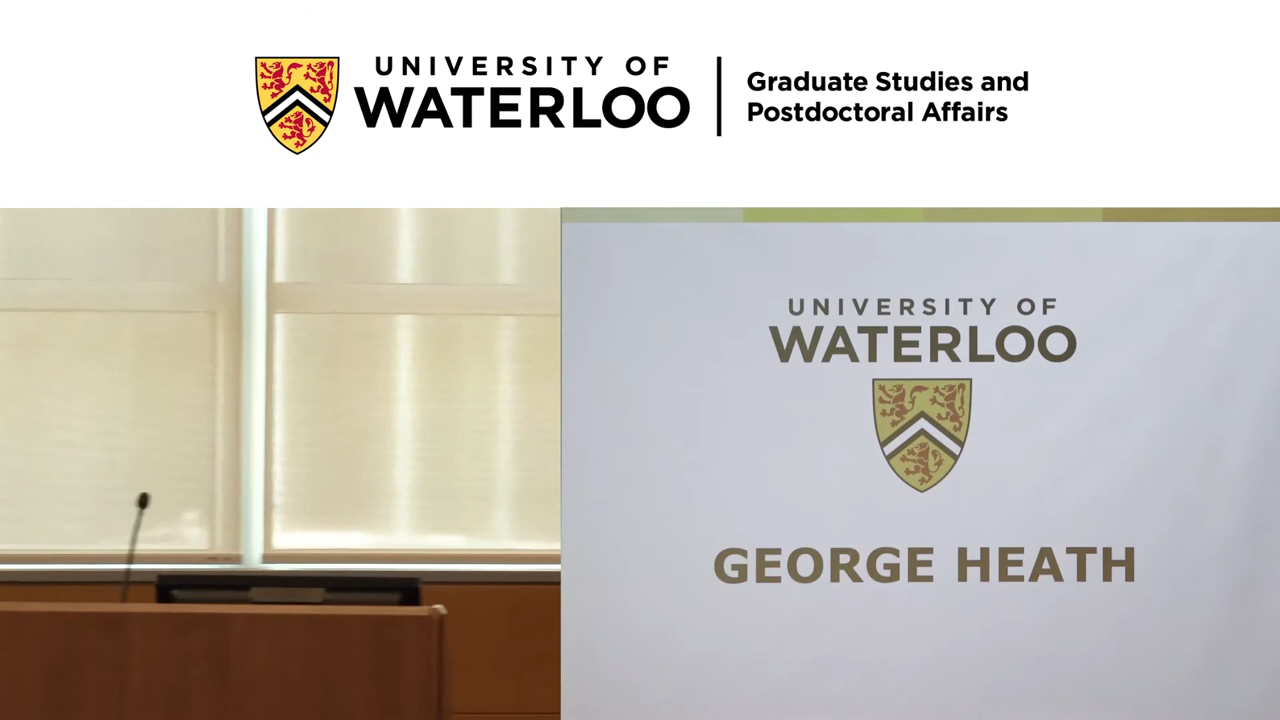 UNIVERSITY OF
WATERLOO
Graduate Studies and
Postdoctoral Affairs
UNIVERSITY OF
WATERLOO
GEORGE HEATH